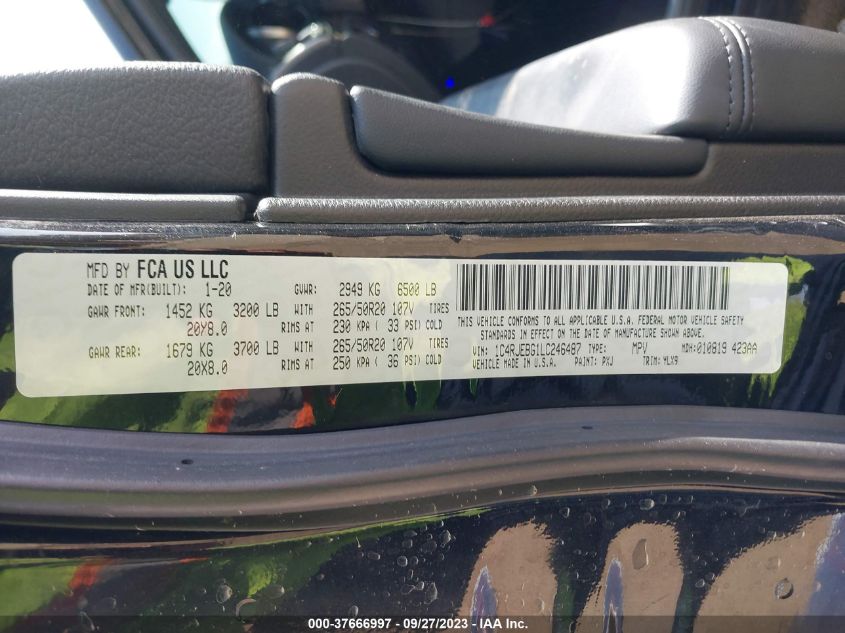 MFD BY FCA US LLC
DATE OF MFR(BUILT): 1-20 GVWR: 2949 KG 6500 LB
GAWR FRONT: 1452 KG 3200 LB WITH 265/50R20 107V TIRES
20X8.0 RIMS AT 230 KPA ( 33 PSI) COLD
GAWR REAR: 1679 KG 3700 LB WITH 265/50R20 107V TIRES
20X8.0 RIMS AT 250 KPA ( 36 PSI) COLD
THIS VEHICLE CONFORMS TO ALL APPLICABLE U.S.A. FEDERAL MOTOR VEHICLE SAFETY
STANDARDS IN EFFECT ON THE DATE OF MANUFACTURE SHOWN ABOVE.
VIN: 1C4RJEBG1LC246487 TYPE: MPV MDH: 010819 423AA
VEHICLE MADE IN U.S.A. PAINT: PXJ TRIM: YLX9
000-37666997 - 09/27/2023 - IAA Inc.